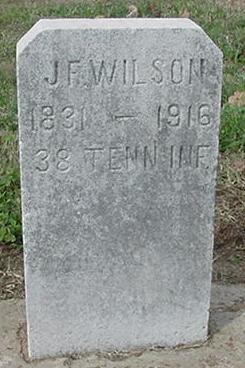 J.F. WILSON
1831 — 1916
38 TENN INF.